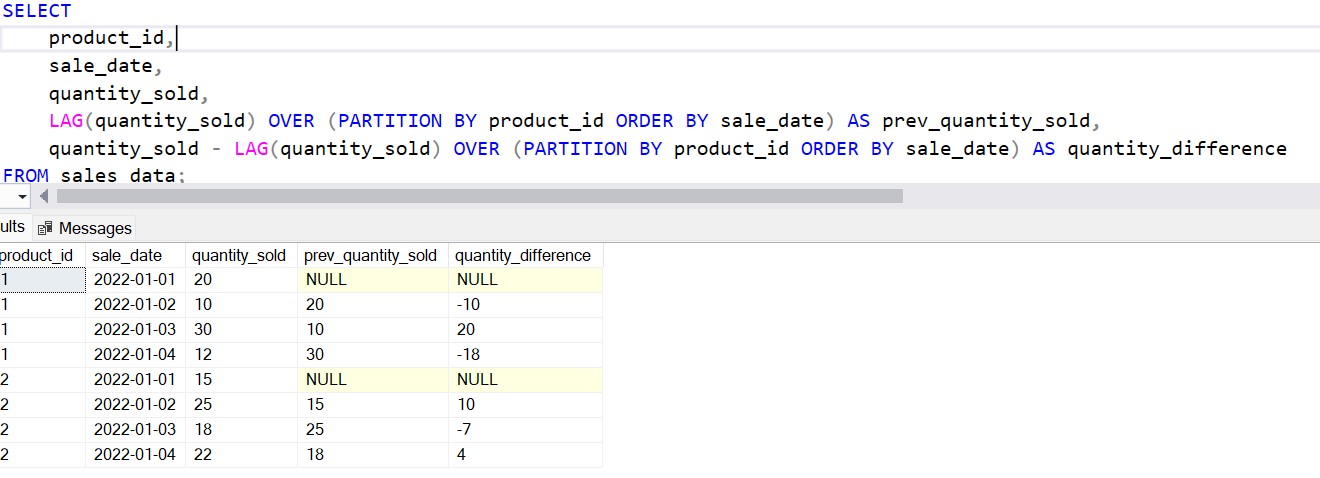 SELECT
product_id,
sale_date,
quantity_sold,
LAG(quantity_sold) OVER (PARTITION BY product_id ORDER BY sale_date) AS prev_quantity_sold,
quantity_sold - LAG(quantity_sold) OVER (PARTITION BY product_id ORDER BY sale_date) AS quantity_difference
FROM sales_data;
ults Messages
product_id sale_date quantity_sold prev_quantity_sold quantity_difference
1 2022-01-01 20 NULL NULL
1 2022-01-02 10 20 -10
1 2022-01-03 30 10 20
1 2022-01-04 12 30 -18
2 2022-01-01 15 NULL NULL
2 2022-01-02 25 15 10
2 2022-01-03 18 25 -7
2 2022-01-04 22 18 4